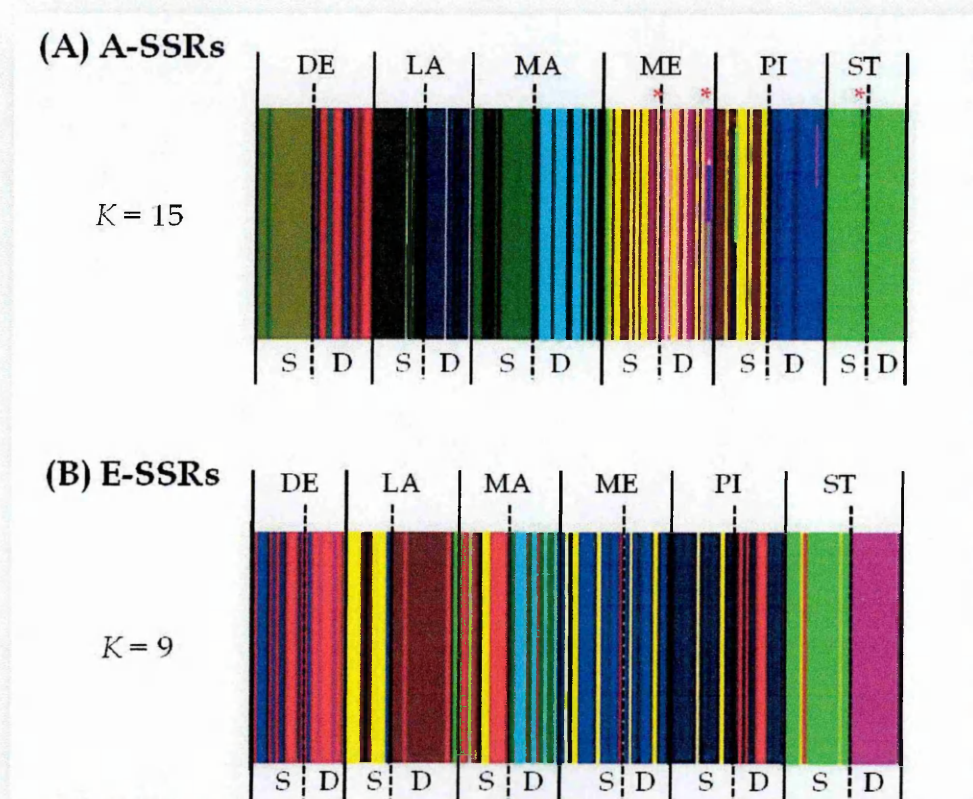 (A) A-SSRs
DE LA MA ME PI ST
* * *
K = 15
S D S D S D S D S D S D
(B) E-SSRs
DE LA MA ME PI ST
K = 9
S D S D S D S D S D S D